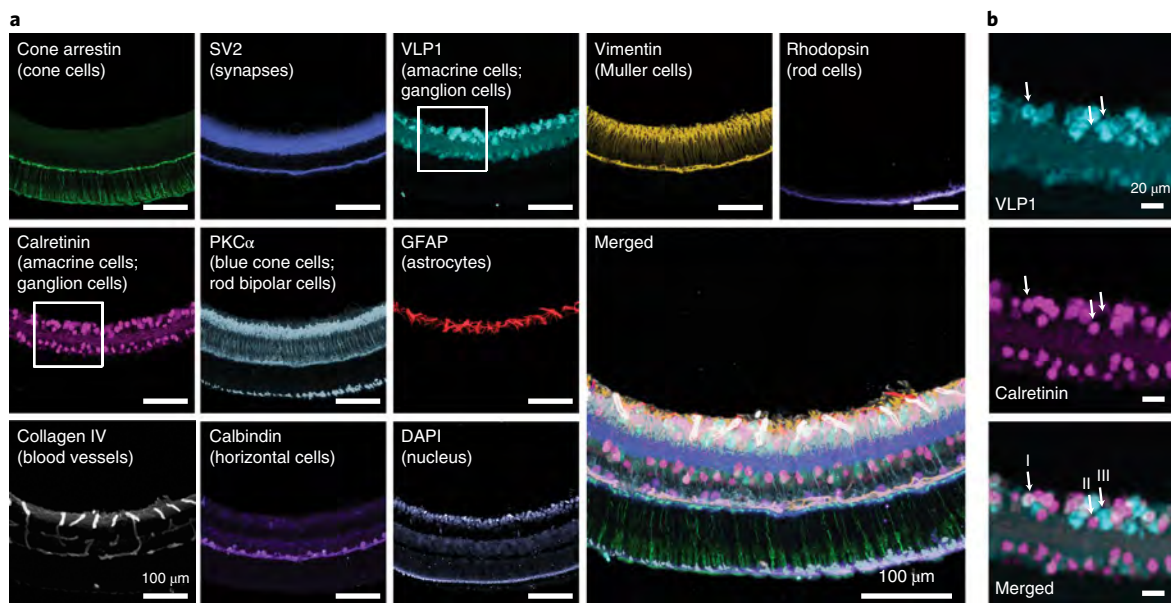 a
Cone arrestin
(cone cells)
SV2
(synapses)
VLP1
(amacrine cells;
ganglion cells)
Vimentin
(Muller cells)
Rhodopsin
(rod cells)
Calretinin
(amacrine cells;
ganglion cells)
PKCα
(blue cone cells;
rod bipolar cells)
GFAP
(astrocytes)
Merged
Collagen IV
(blood vessels)
100 μm
Calbindin
(horizontal cells)
DAPI
(nucleus)
100 μm
b
20 μm
VLP1
Calretinin
I
II
III
Merged